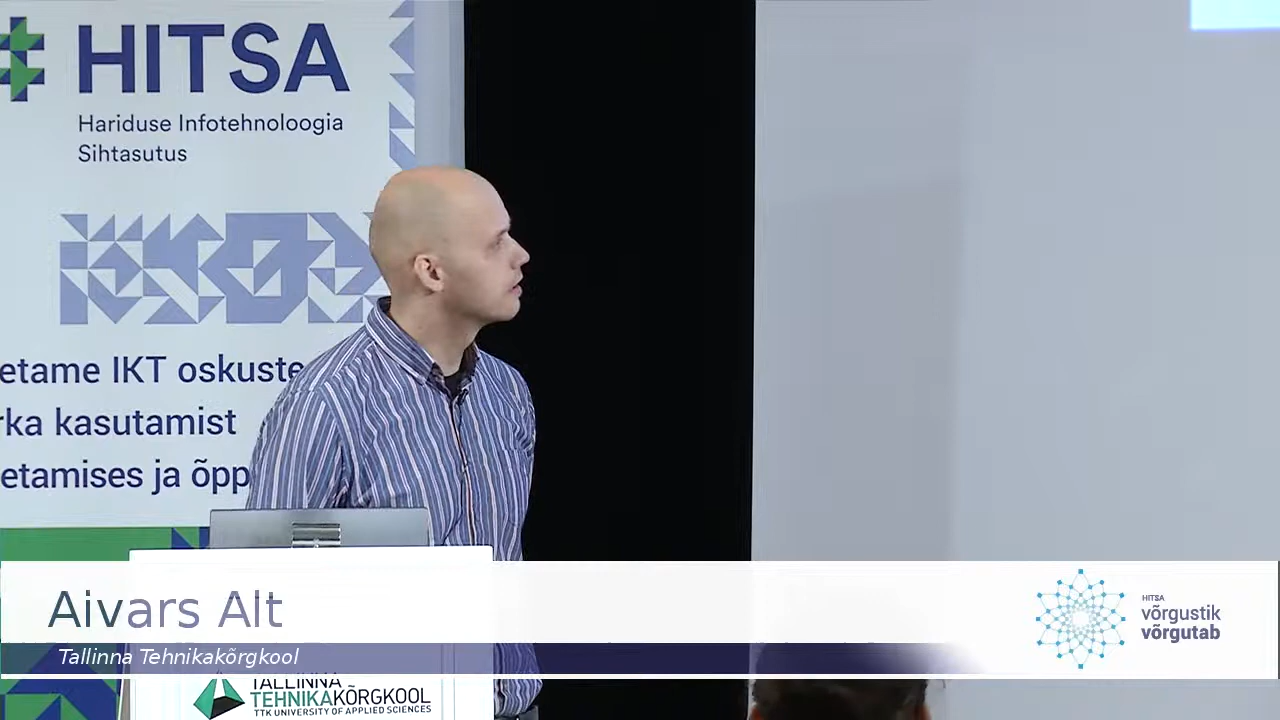 HITSA
Hariduse Infotehnoloogia
Sihtasutus
etame IKT oskuste
rka kasutamist
etamises ja õpp
Aivars Alt
Tallinna Tehnikakõrgkool
HITSA
võrgustik
võrgutab
TALLINNA
TEHNIKAKÕRGKOOL
TTK UNIVERSITY OF APPLIED SCIENCES